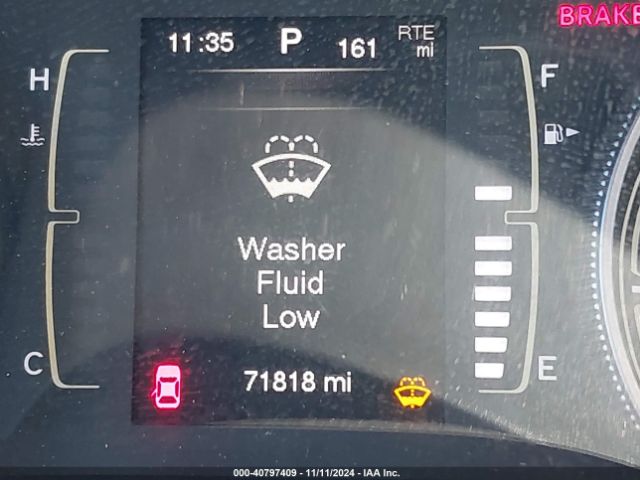 BRAKE
11:35 P 161 RTE mi
H F
Washer
Fluid
Low
C E
71818 mi
000-40797409 - 11/11/2024 - IAA Inc.